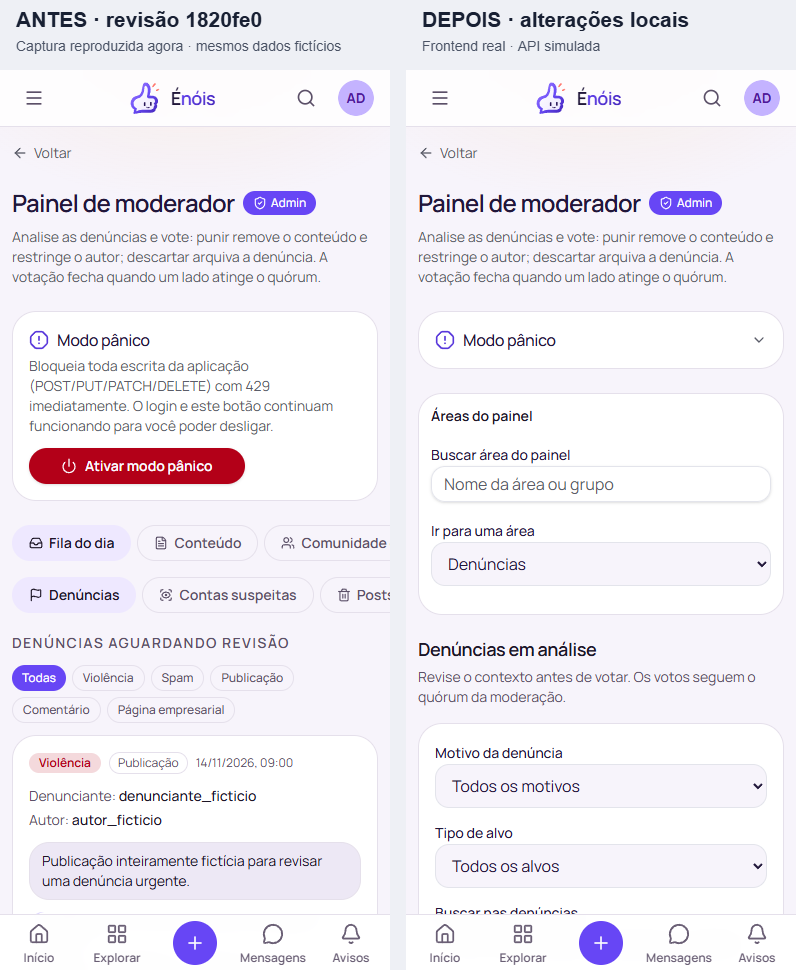 ANTES · revisão 1820fe0
Captura reproduzida agora · mesmos dados fictícios
Énóis
AD
Voltar
Painel de moderador
Admin
Analise as denúncias e vote: punir remove o conteúdo e
restringe o autor; descartar arquiva a denúncia. A
votação fecha quando um lado atinge o quórum.
Modo pânico
Bloqueia toda escrita da aplicação
(POST/PUT/PATCH/DELETE) com 429
imediatamente. O login e este botão continuam
funcionando para você poder desligar.
Ativar modo pânico
Fila do dia Conteúdo Comunidade
Denúncias Contas suspeitas Posts
DENÚNCIAS AGUARDANDO REVISÃO
Todas Violência Spam Publicação
Comentário Página empresarial
Violência Publicação 14/11/2026, 09:00
Denunciante: denunciante_ficticio
Autor: autor_ficticio
Publicação inteiramente fictícia para revisar
uma denúncia urgente.
Início Explorar Mensagens Avisos
DEPOIS · alterações locais
Frontend real · API simulada
Énóis
AD
Voltar
Painel de moderador
Admin
Analise as denúncias e vote: punir remove o conteúdo e
restringe o autor; descartar arquiva a denúncia. A
votação fecha quando um lado atinge o quórum.
Modo pânico
Áreas do painel
Buscar área do painel
Nome da área ou grupo
Ir para uma área
Denúncias
Denúncias em análise
Revise o contexto antes de votar. Os votos seguem o
quórum da moderação.
Motivo da denúncia
Todos os motivos
Tipo de alvo
Todos os alvos
Buscar nas denúncias
Início Explorar Mensagens Avisos